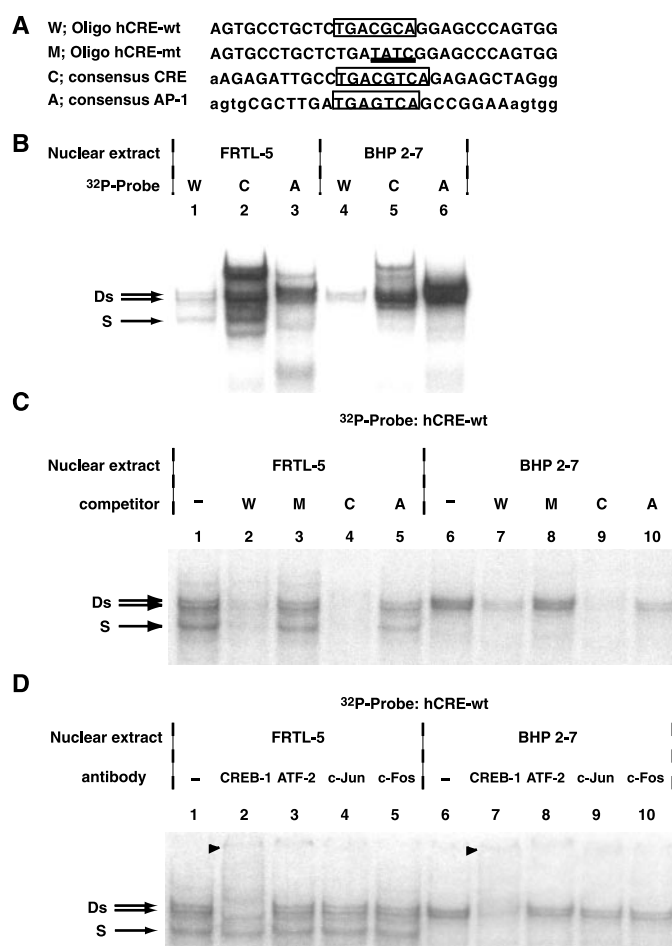 A
W; Oligo hCRE-wt AGTGCCTGCTCTGACGCAGGAGCCCAGTGG
M; Oligo hCRE-mt AGTGCCTGCTCTGATATCGGAGCCCAGTGG
C; consensus CRE aAGAGATTGCCTGACGTCAGAGAGCTAGgg
A; consensus AP-1 agtgCGCTTGATGAGTCAGCCGGAAagtgg
B
Nuclear extract FRTL-5 BHP 2-7
32P-Probe W C A W C A
1 2 3 4 5 6
Ds
S
C
32P-Probe: hCRE-wt
Nuclear extract FRTL-5 BHP 2-7
competitor – W M C A – W M C A
1 2 3 4 5 6 7 8 9 10
Ds
S
D
32P-Probe: hCRE-wt
Nuclear extract FRTL-5 BHP 2-7
antibody – CREB-1 ATF-2 c-Jun c-Fos – CREB-1 ATF-2 c-Jun c-Fos
1 2 3 4 5 6 7 8 9 10
Ds
S